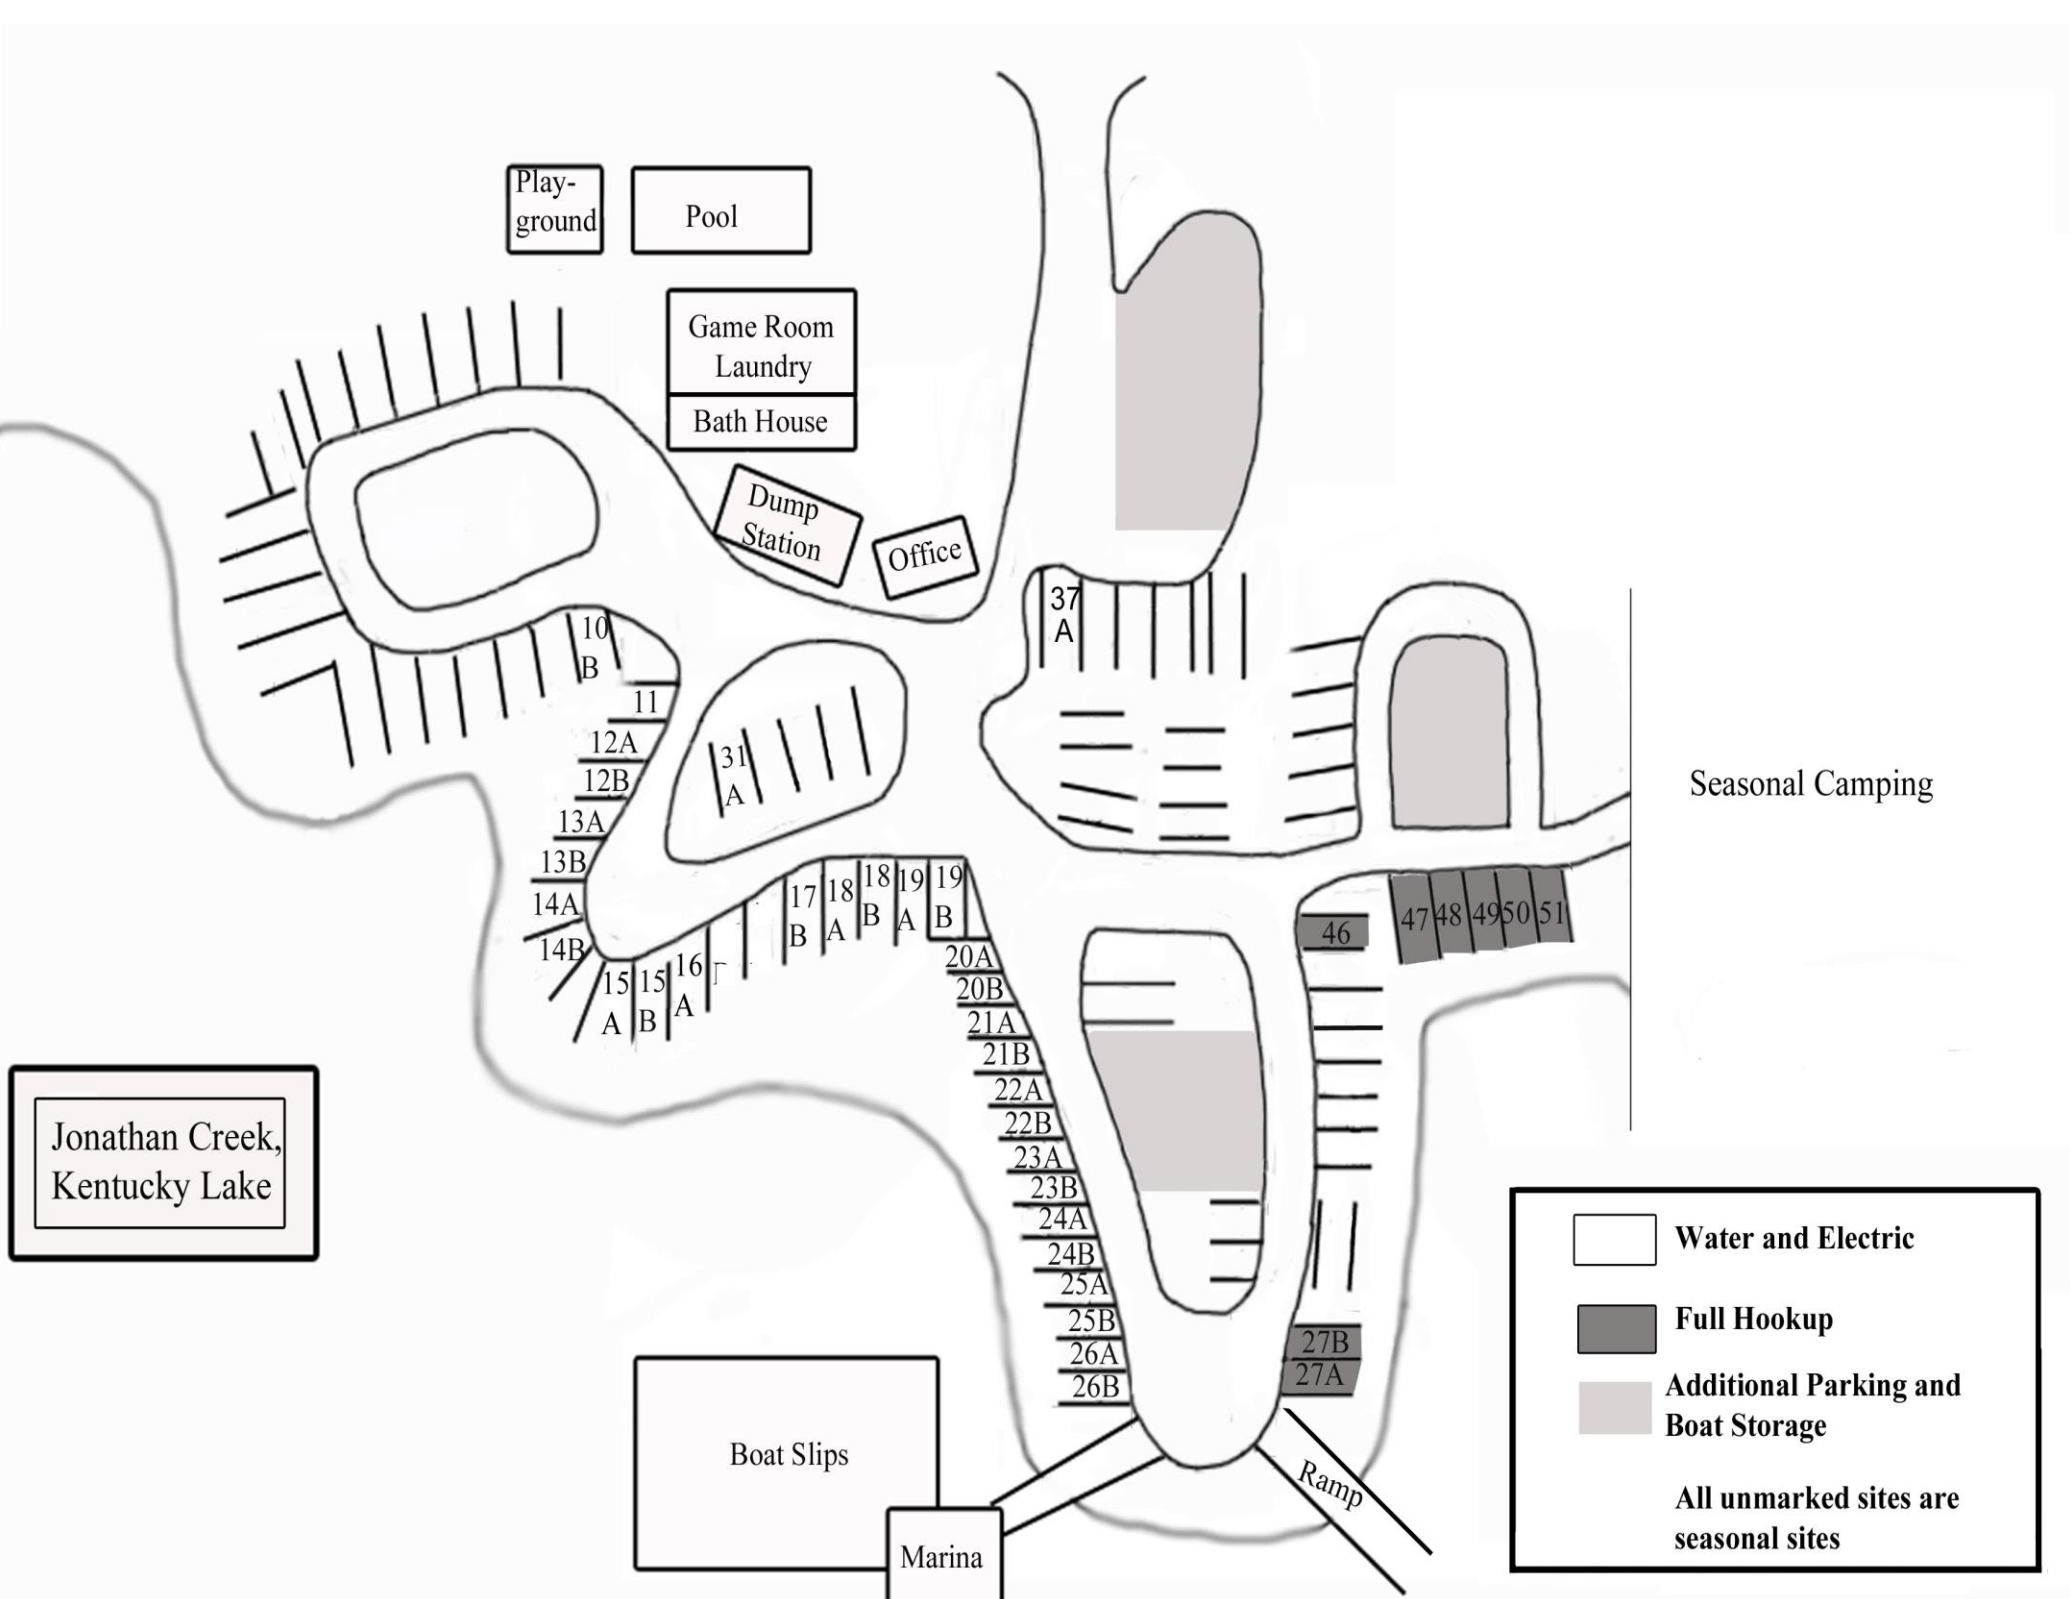 Play-
ground
Pool
Game Room
Laundry
Bath House
Dump
Station
Office
37
A
10
B
11
12A
12B
13A
13B
14A
14B
15
A
15
B
16
A
17
B
18
A
18
B
19
A
19
B
31
A
20A
20B
21A
21B
22A
22B
23A
23B
24A
24B
25A
25B
26A
26B
46
47
48
49
50
51
27B
27A
Seasonal Camping
Jonathan Creek,
Kentucky Lake
Boat Slips
Marina
Ramp
Water and Electric
Full Hookup
Additional Parking and
Boat Storage
All unmarked sites are
seasonal sites